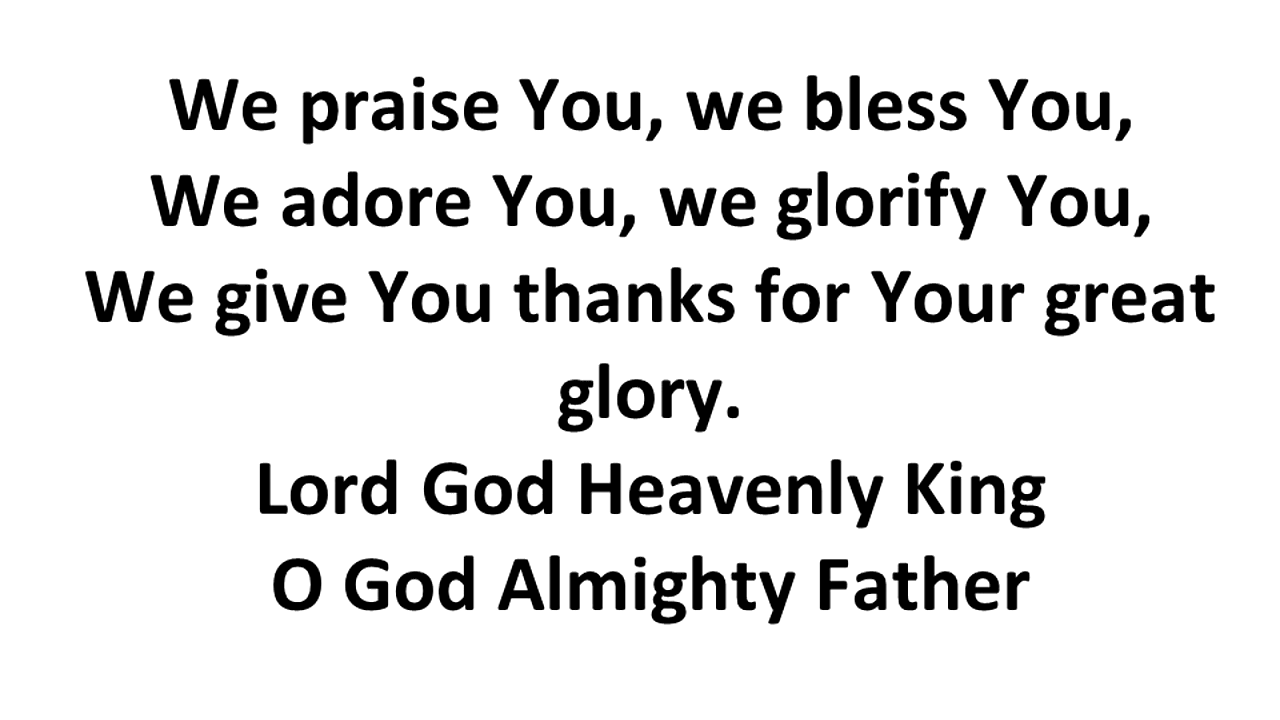 We praise You, we bless You,
We adore You, we glorify You,
We give You thanks for Your great
glory.
Lord God Heavenly King
O God Almighty Father